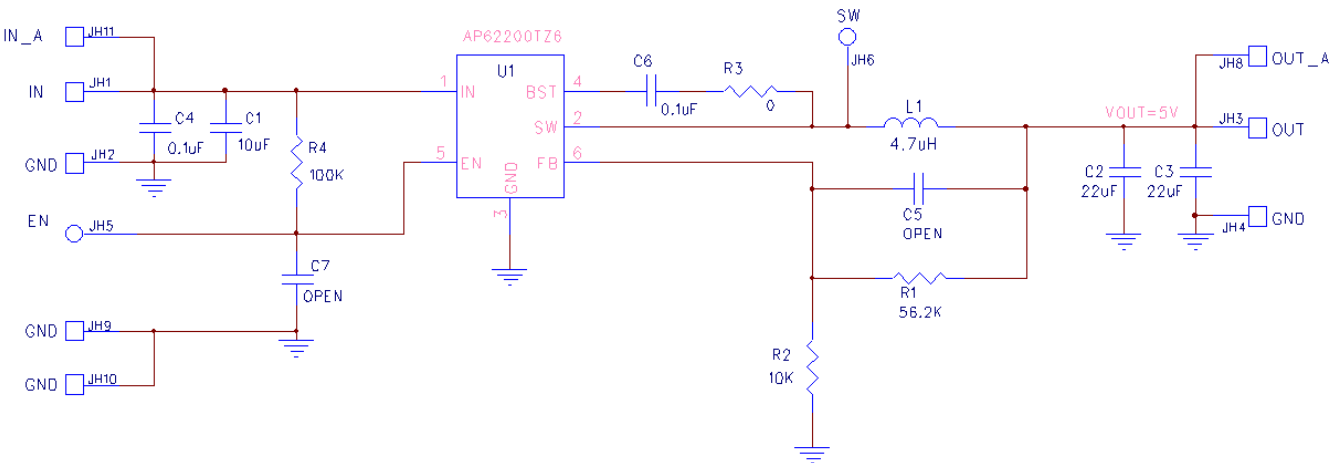 SW
IN_A
JH11
AP62200TZ6
JH6
JH8
OUT_A
IN
JH1
1
IN
U1
BST
4
C6
0.1uF
R3
0
L1
4.7uH
VOUT=5V
JH3
OUT
C4
0.1uF
C1
10uF
SW
2
GND
JH2
R4
100K
5
EN
GND
3
FB
6
C5
OPEN
C2
22uF
C3
22uF
JH4
GND
EN
JH5
C7
OPEN
R1
56.2K
GND
JH9
R2
10K
GND
JH10